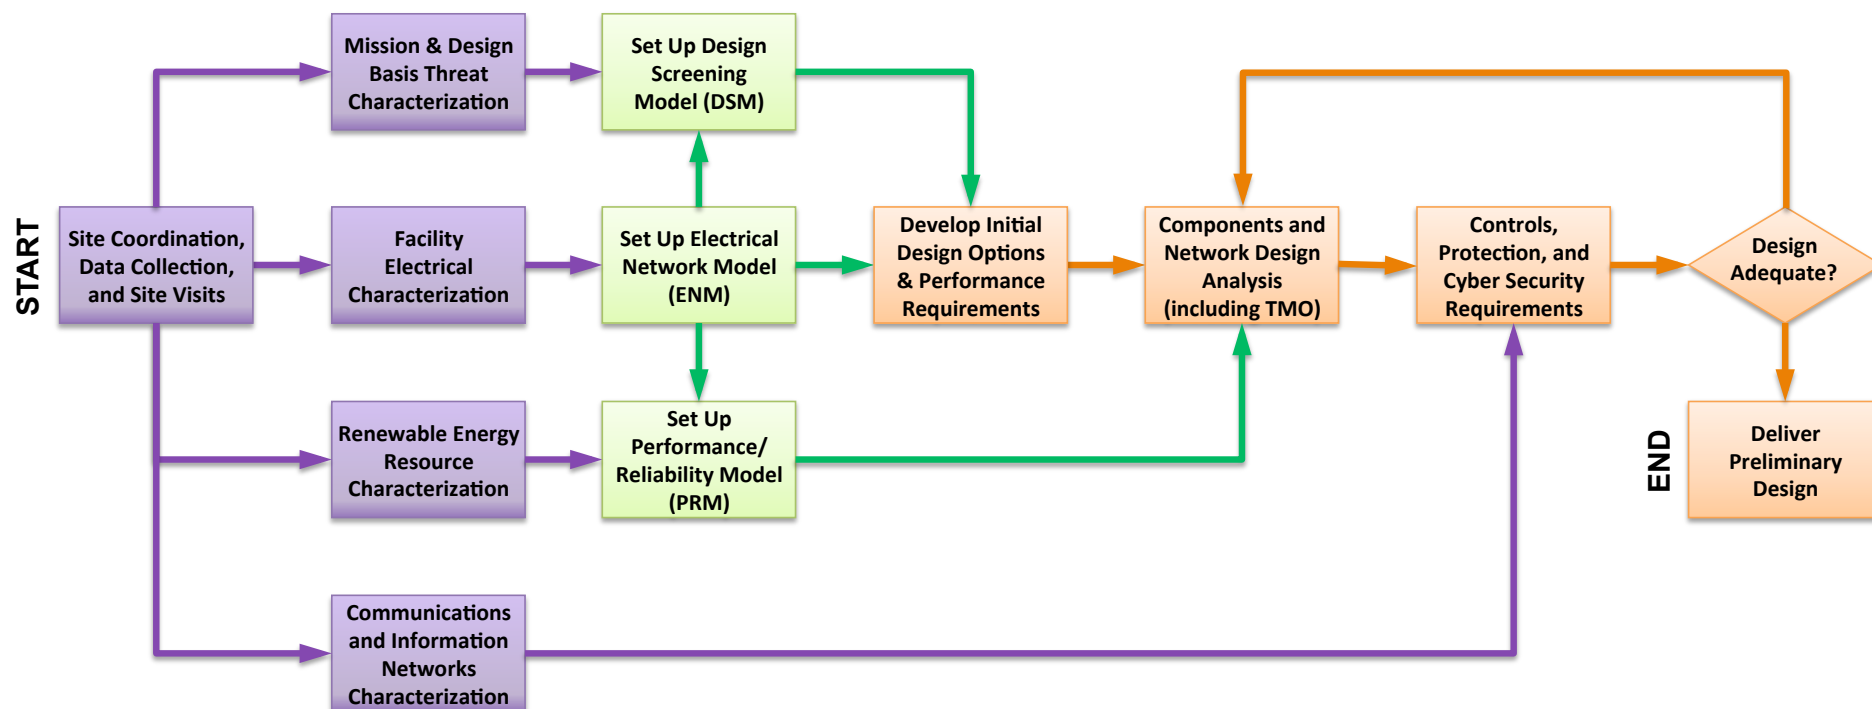 START
Site Coordination,
Data Collection,
and Site Visits
Mission & Design
Basis Threat
Characterization
Facility
Electrical
Characterization
Renewable Energy
Resource
Characterization
Communications
and Information
Networks
Characterization
Set Up Design
Screening
Model (DSM)
Set Up Electrical
Network Model
(ENM)
Set Up
Performance/
Reliability Model
(PRM)
Develop Initial
Design Options
& Performance
Requirements
Components and
Network Design
Analysis
(including TMO)
Controls,
Protection, and
Cyber Security
Requirements
Design
Adequate?
END
Deliver
Preliminary
Design